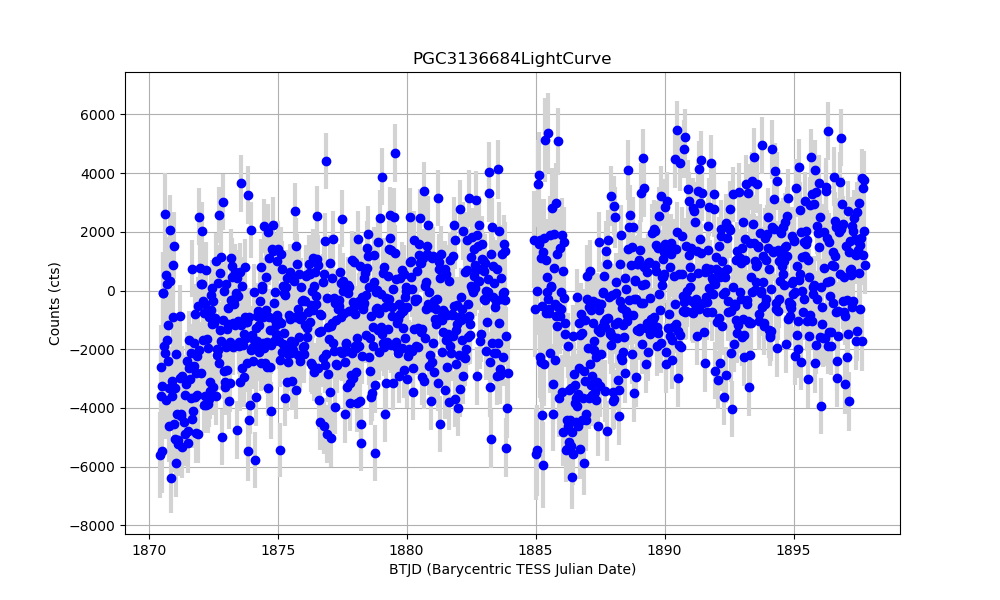 PGC3136684LightCurve
6000
4000
2000
0
−2000
−4000
−6000
−8000
Counts (cts)
1870 1875 1880 1885 1890 1895
BTJD (Barycentric TESS Julian Date)